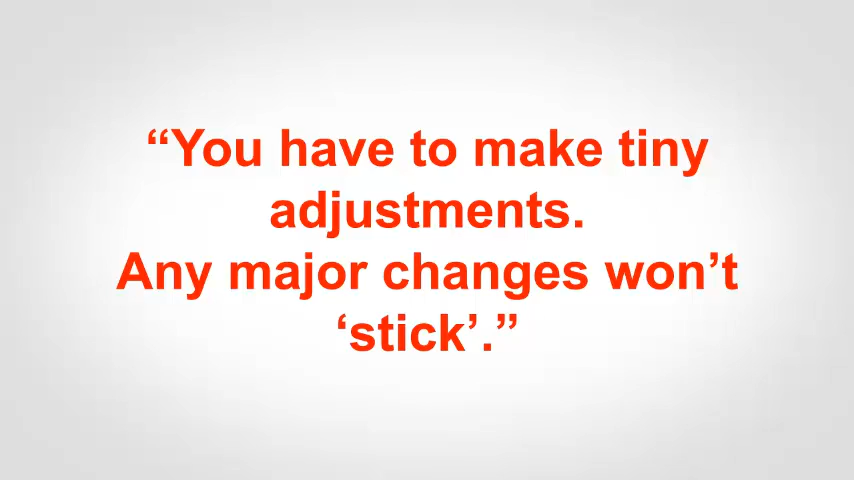 “You have to make tiny
adjustments.
Any major changes won’t
‘stick’.”